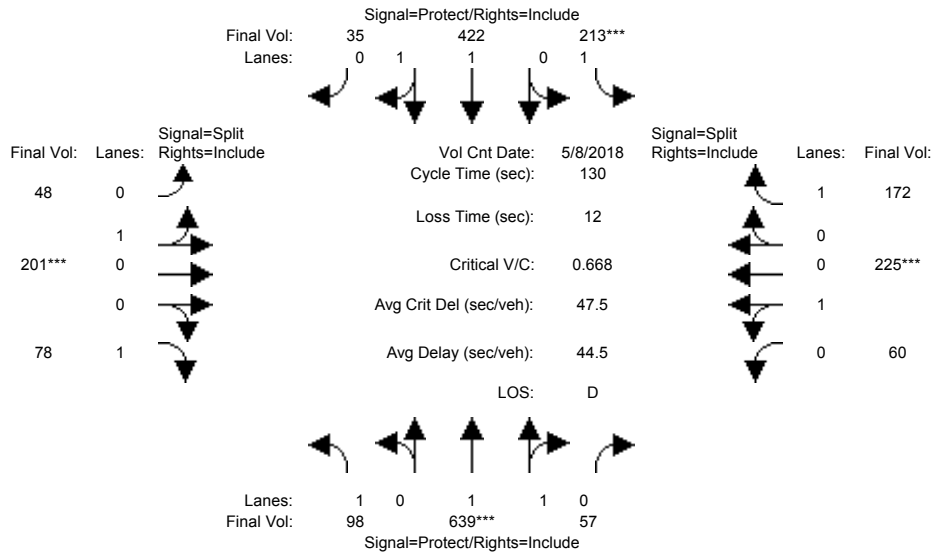 Signal=Protect/Rights=Include
Final Vol: 35 422 213***
Lanes: 0 1 1 0 1
Signal=Split
Final Vol: Lanes: Rights=Include
Vol Cnt Date: 5/8/2018
Signal=Split
Rights=Include Lanes: Final Vol:
Cycle Time (sec): 130
48 0
1 172
Loss Time (sec): 12
1
0
201*** 0
Critical V/C: 0.668
0 225***
0
Avg Crit Del (sec/veh): 47.5
1
78 1
Avg Delay (sec/veh): 44.5
0 60
LOS: D
Lanes: 1 0 1 1 0
Final Vol: 98 639*** 57
Signal=Protect/Rights=Include